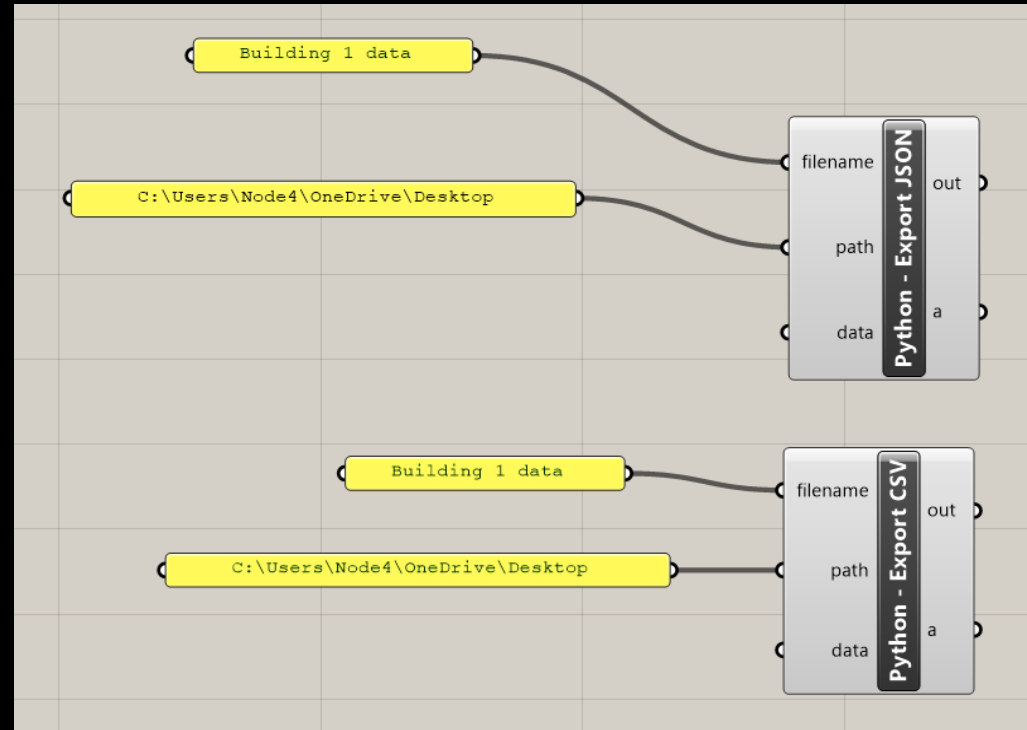 Building 1 data
C:\Users\Node4\OneDrive\Desktop
filename
path
data
Python - Export JSON
out
a
Building 1 data
C:\Users\Node4\OneDrive\Desktop
filename
path
data
Python - Export CSV
out
a